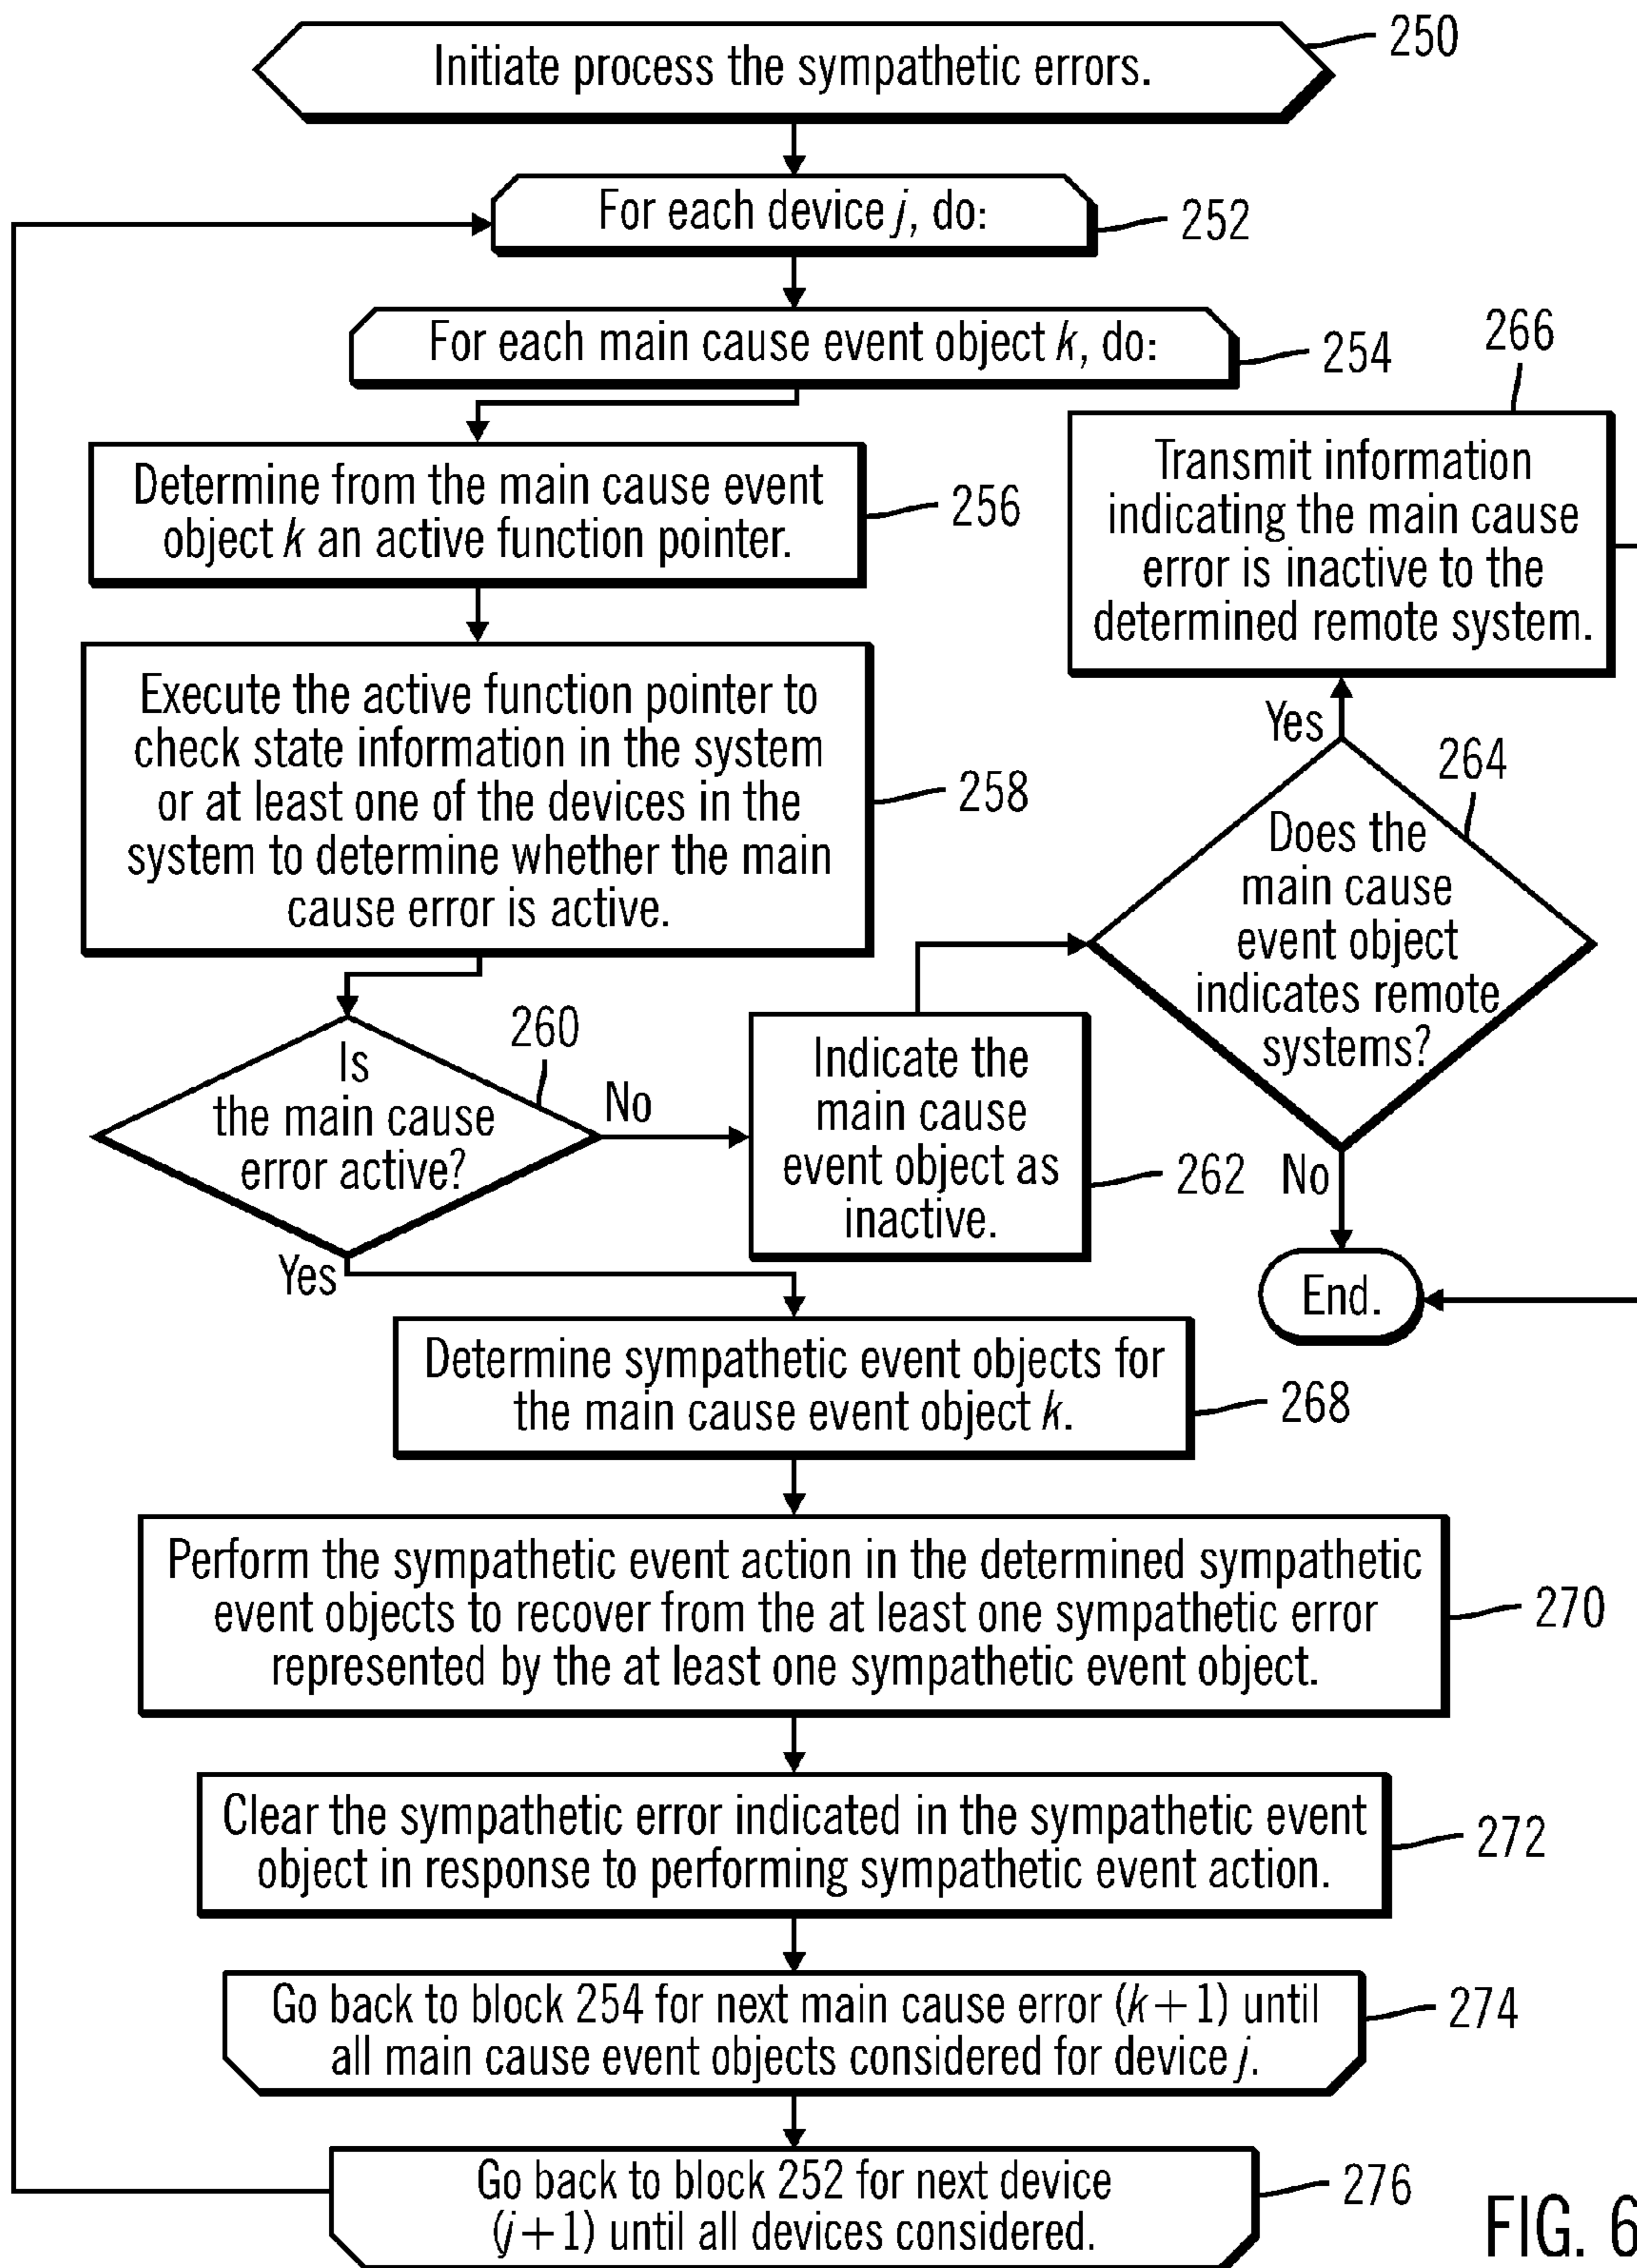 Initiate process the sympathetic errors.
250
For each device j, do:
252
For each main cause event object k, do:
254
Determine from the main cause event
object k an active function pointer.
256
Execute the active function pointer to
check state information in the system
or at least one of the devices in the
system to determine whether the main
cause error is active.
258
Is
the main cause
error active?
260
No
Yes
Indicate the
main cause
event object as
inactive.
262
Does the
main cause
event object
indicates remote
systems?
264
Yes
No
266
Transmit information
indicating the main cause
error is inactive to the
determined remote system.
End.
Determine sympathetic event objects for
the main cause event object k.
268
Perform the sympathetic event action in the determined sympathetic
event objects to recover from the at least one sympathetic error
represented by the at least one sympathetic event object.
270
Clear the sympathetic error indicated in the sympathetic event
object in response to performing sympathetic event action.
272
Go back to block 254 for next main cause error (k+1) until
all main cause event objects considered for device j.
274
Go back to block 252 for next device
(j+1) until all devices considered.
276
FIG. 6